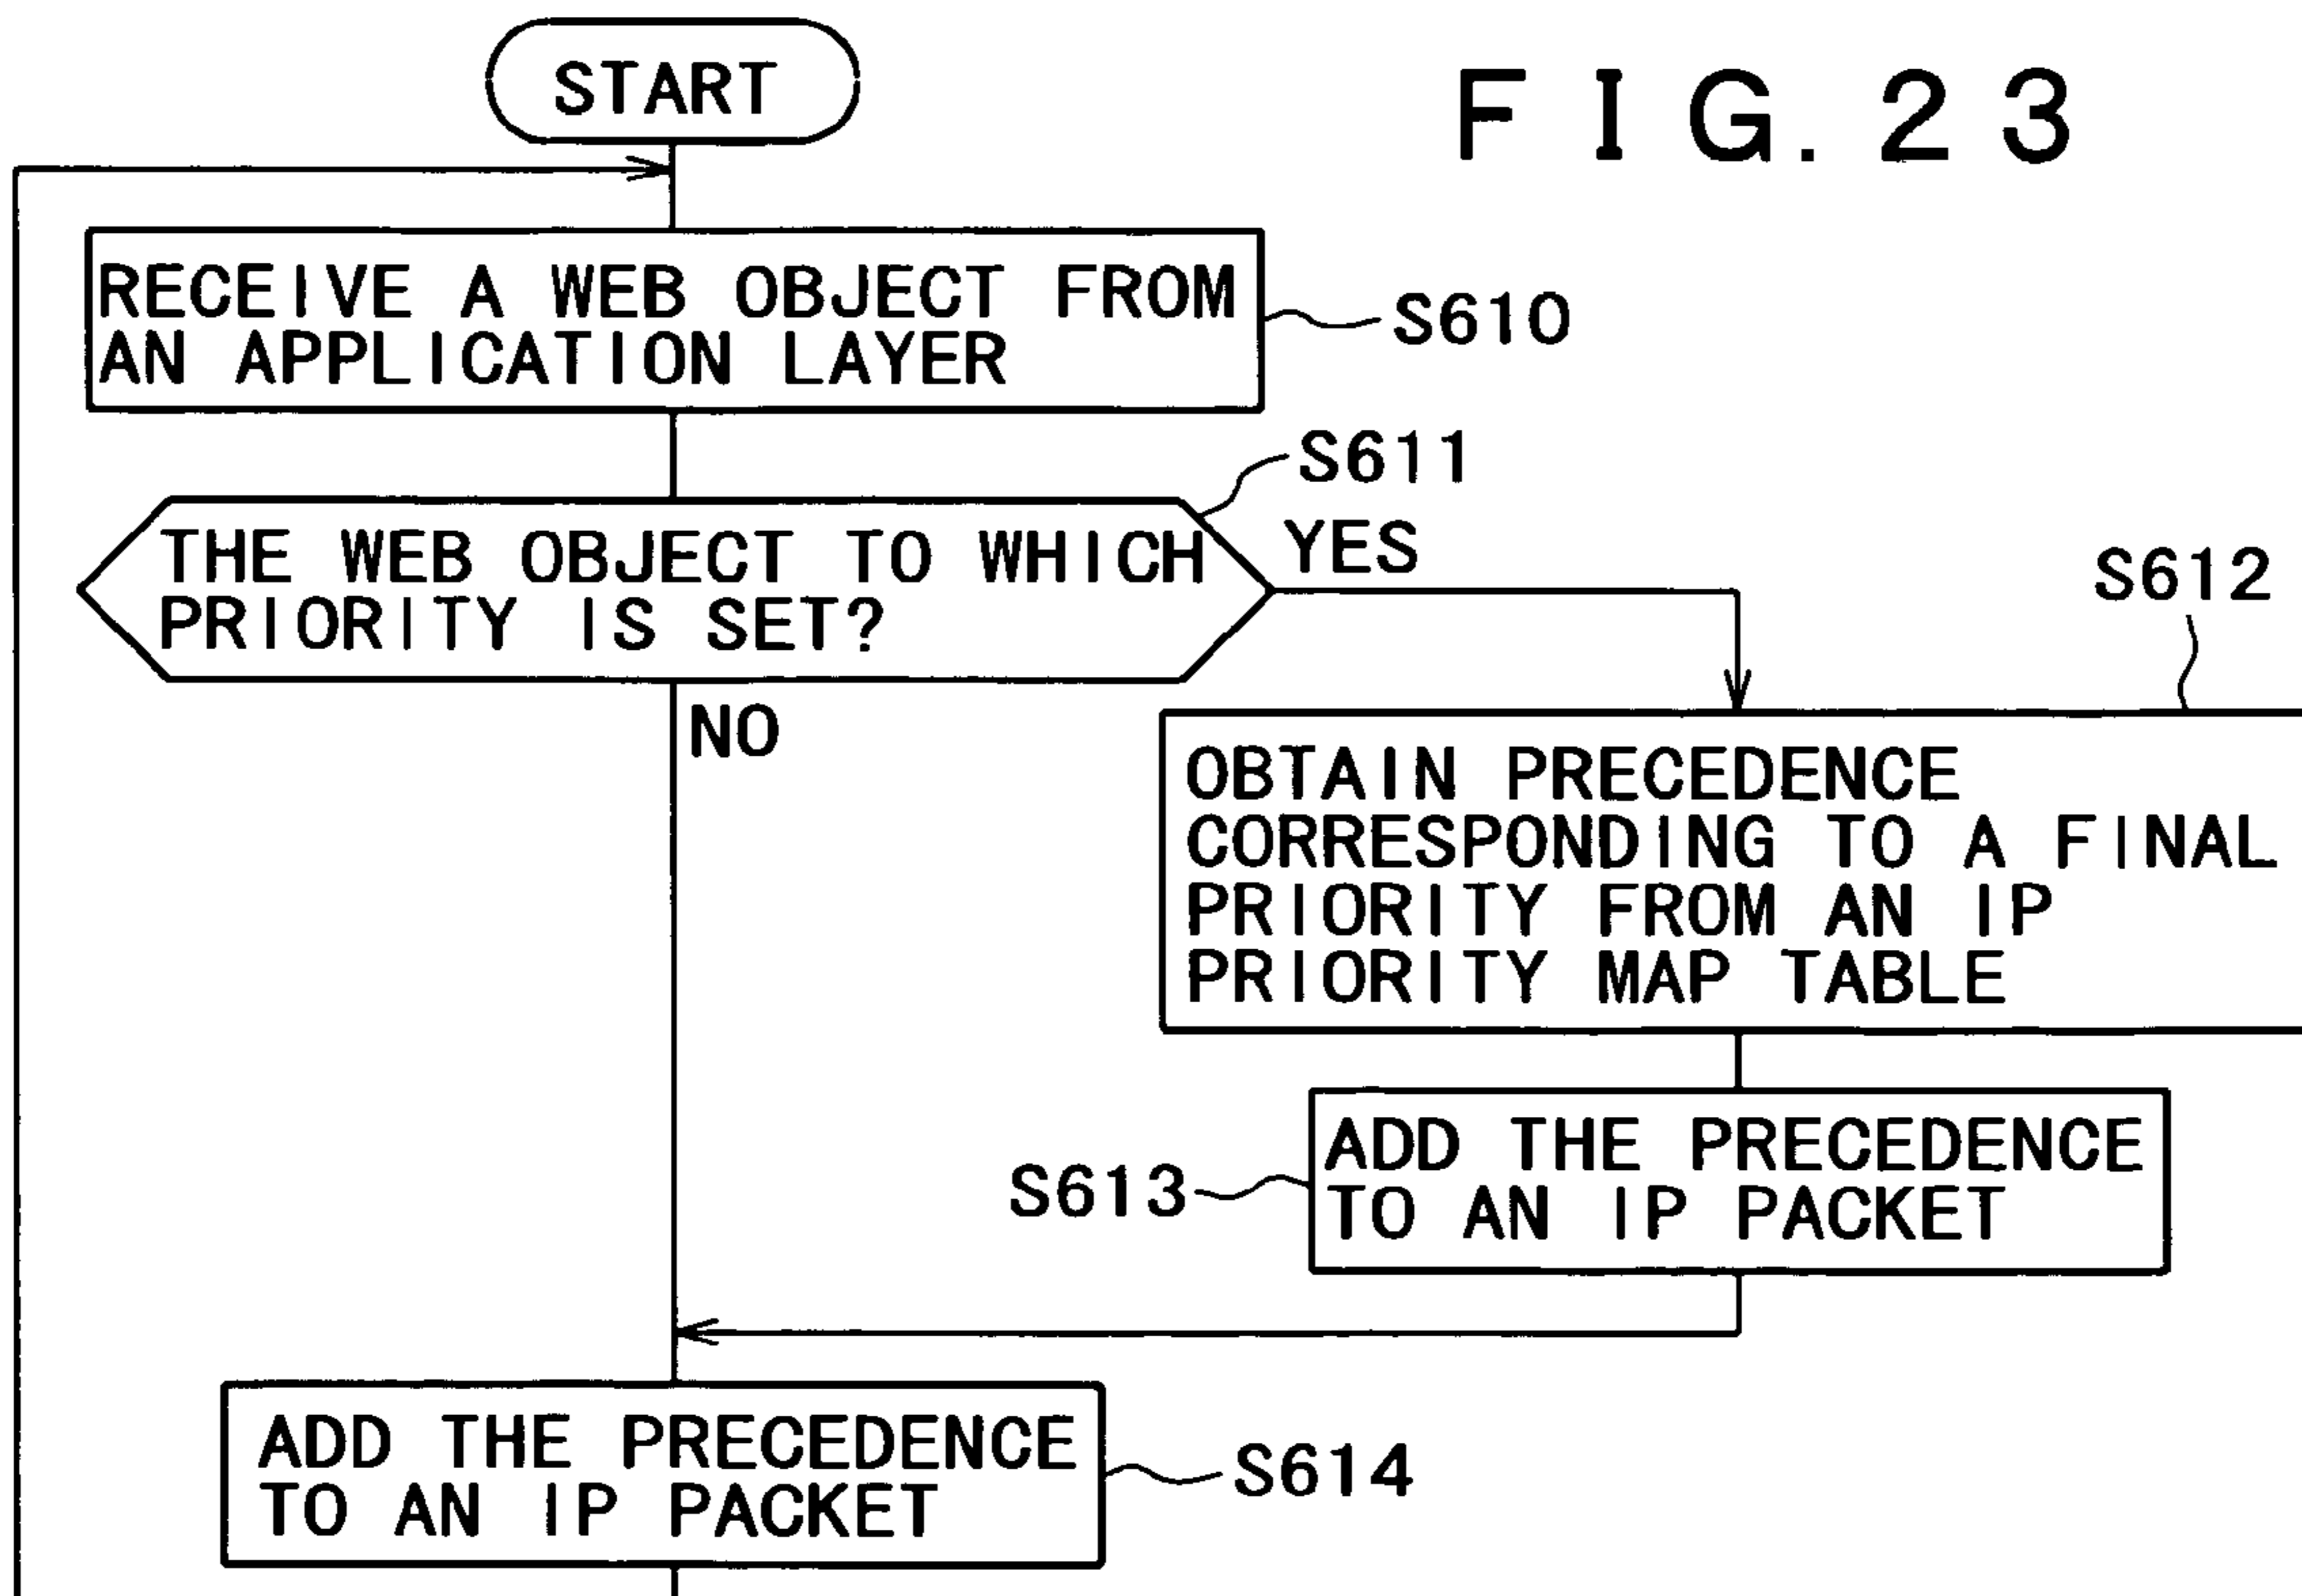 START
FIG. 23
RECEIVE A WEB OBJECT FROM
AN APPLICATION LAYER
S610
S611
THE WEB OBJECT TO WHICH
PRIORITY IS SET?
YES
S612
NO
OBTAIN PRECEDENCE
CORRESPONDING TO A FINAL
PRIORITY FROM AN IP
PRIORITY MAP TABLE
ADD THE PRECEDENCE
TO AN IP PACKET
S613
ADD THE PRECEDENCE
TO AN IP PACKET
S614